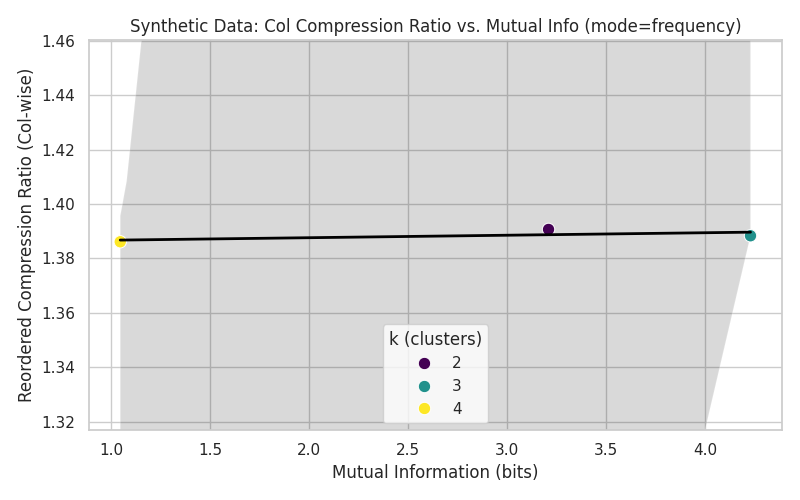 Synthetic Data: Col Compression Ratio vs. Mutual Info (mode=frequency)
Reordered Compression Ratio (Col-wise)
1.46
1.44
1.42
1.40
1.38
1.36
1.34
1.32
k (clusters)
2
3
4
1.0 1.5 2.0 2.5 3.0 3.5 4.0
Mutual Information (bits)